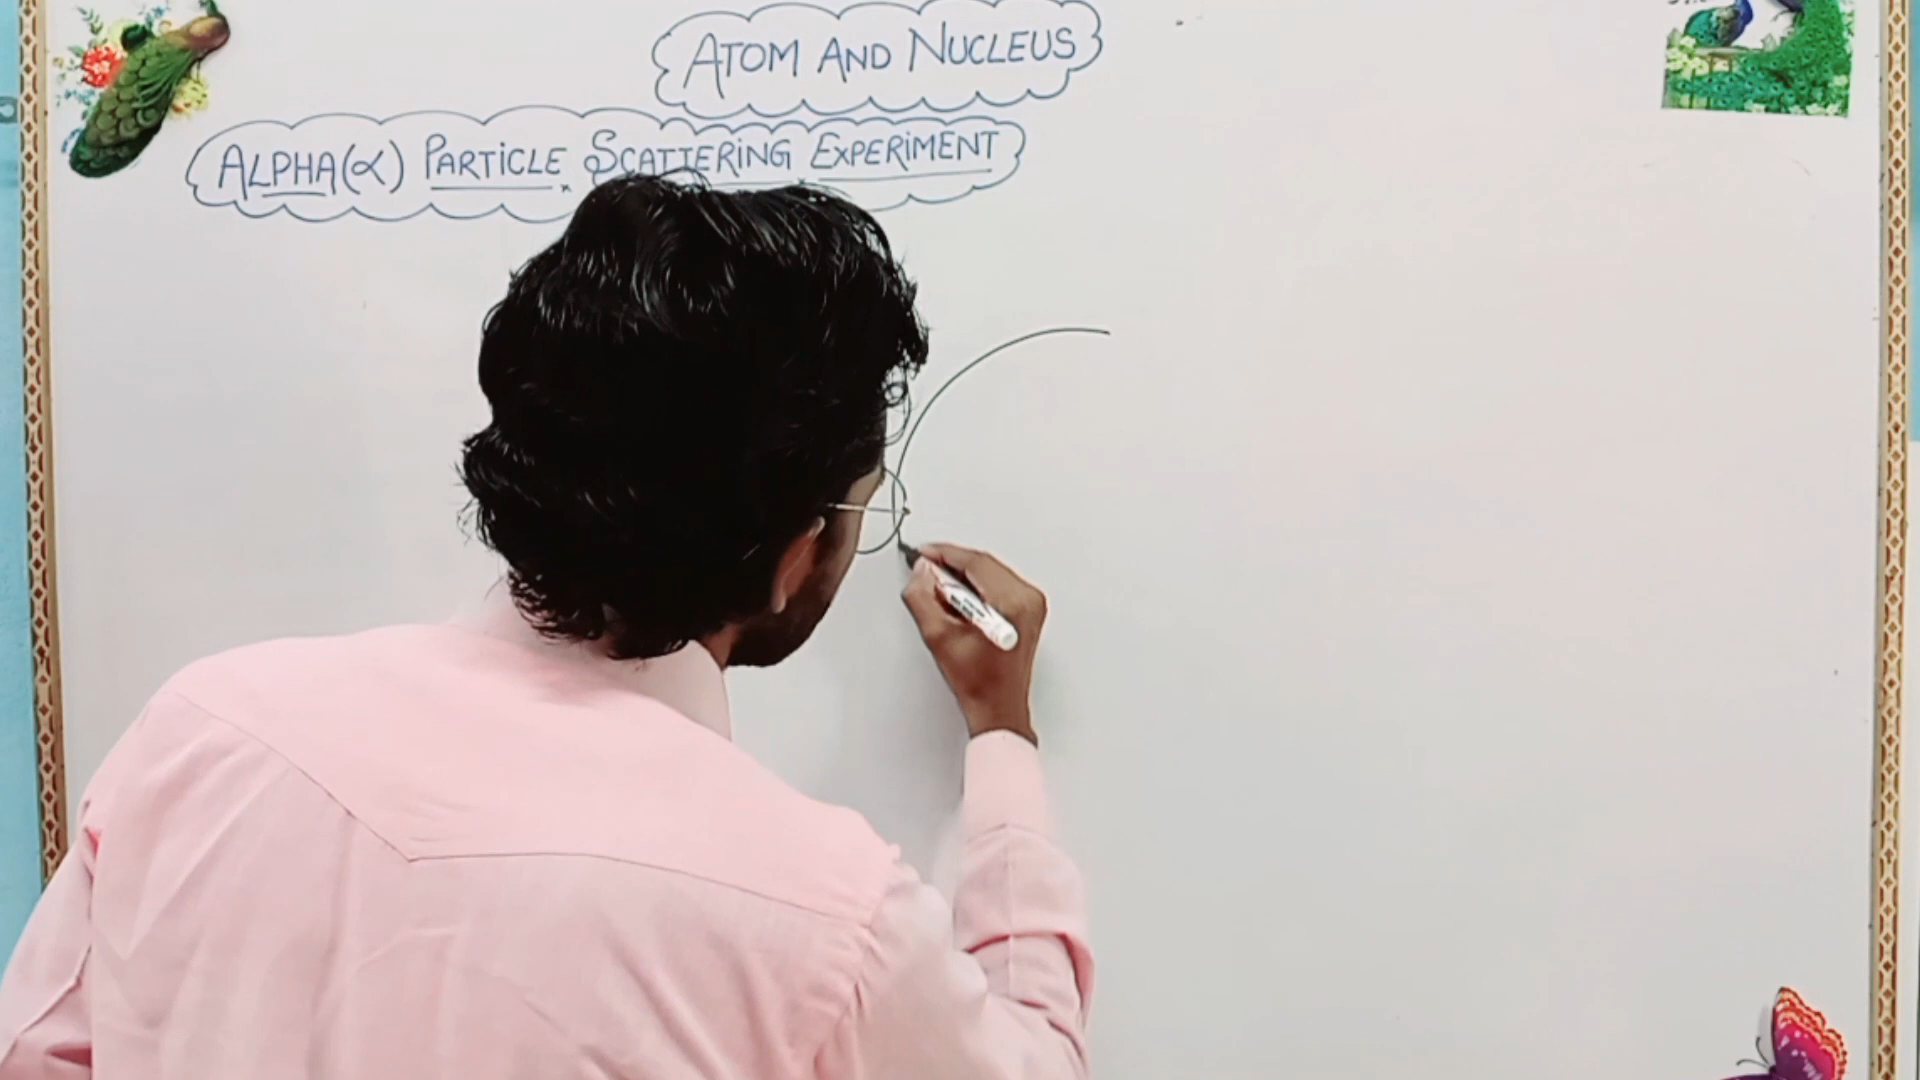 ATOM AND NUCLEUS
ALPHA(α) PARTICLE SCATTERING EXPERIMENT